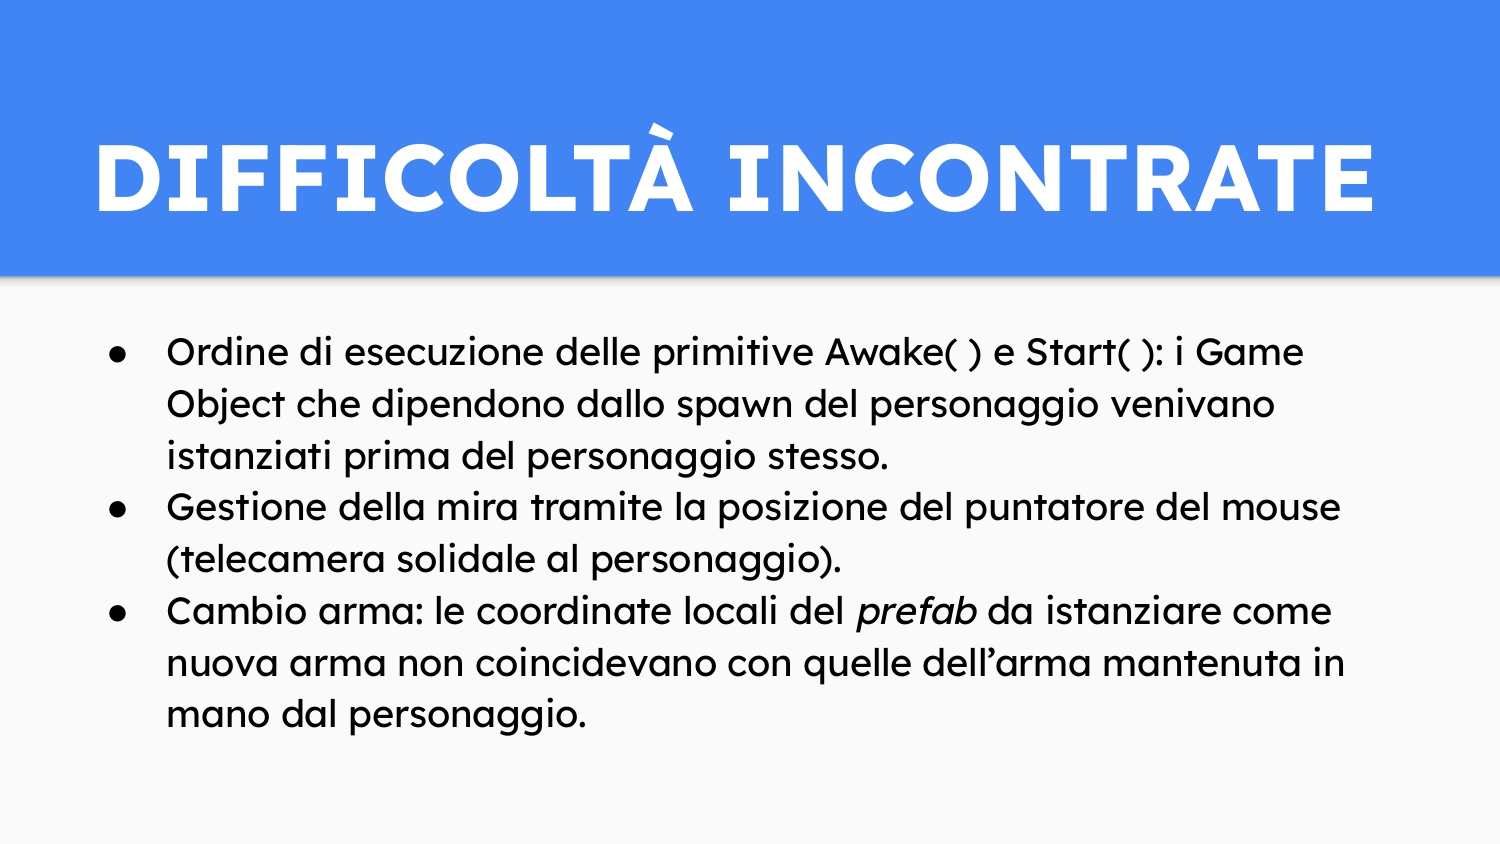 DIFFICOLTÀ INCONTRATE
● Ordine di esecuzione delle primitive Awake( ) e Start( ): i Game
Object che dipendono dallo spawn del personaggio venivano
istanziati prima del personaggio stesso.
● Gestione della mira tramite la posizione del puntatore del mouse
(telecamera solidale al personaggio).
● Cambio arma: le coordinate locali del prefab da istanziare come
nuova arma non coincidevano con quelle dell’arma mantenuta in
mano dal personaggio.